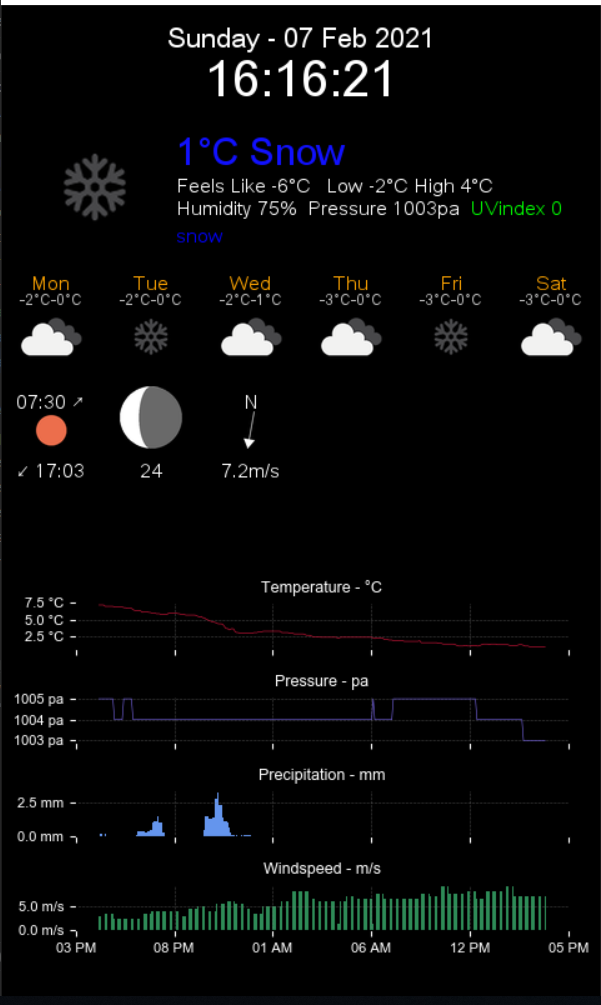 Sunday - 07 Feb 2021
16:16:21
1°C Snow
Feels Like -6°C Low -2°C High 4°C
Humidity 75% Pressure 1003pa UVindex 0
snow
Mon Tue Wed Thu Fri Sat
-2°C-0°C -2°C-0°C -2°C-1°C -3°C-0°C -3°C-0°C -3°C-0°C
07:30 ↗ N
↙ 17:03 24 7.2m/s
Temperature - °C
7.5 °C
5.0 °C
2.5 °C
Pressure - pa
1005 pa
1004 pa
1003 pa
Precipitation - mm
2.5 mm
0.0 mm
Windspeed - m/s
5.0 m/s
0.0 m/s
03 PM 08 PM 01 AM 06 AM 12 PM 05 PM